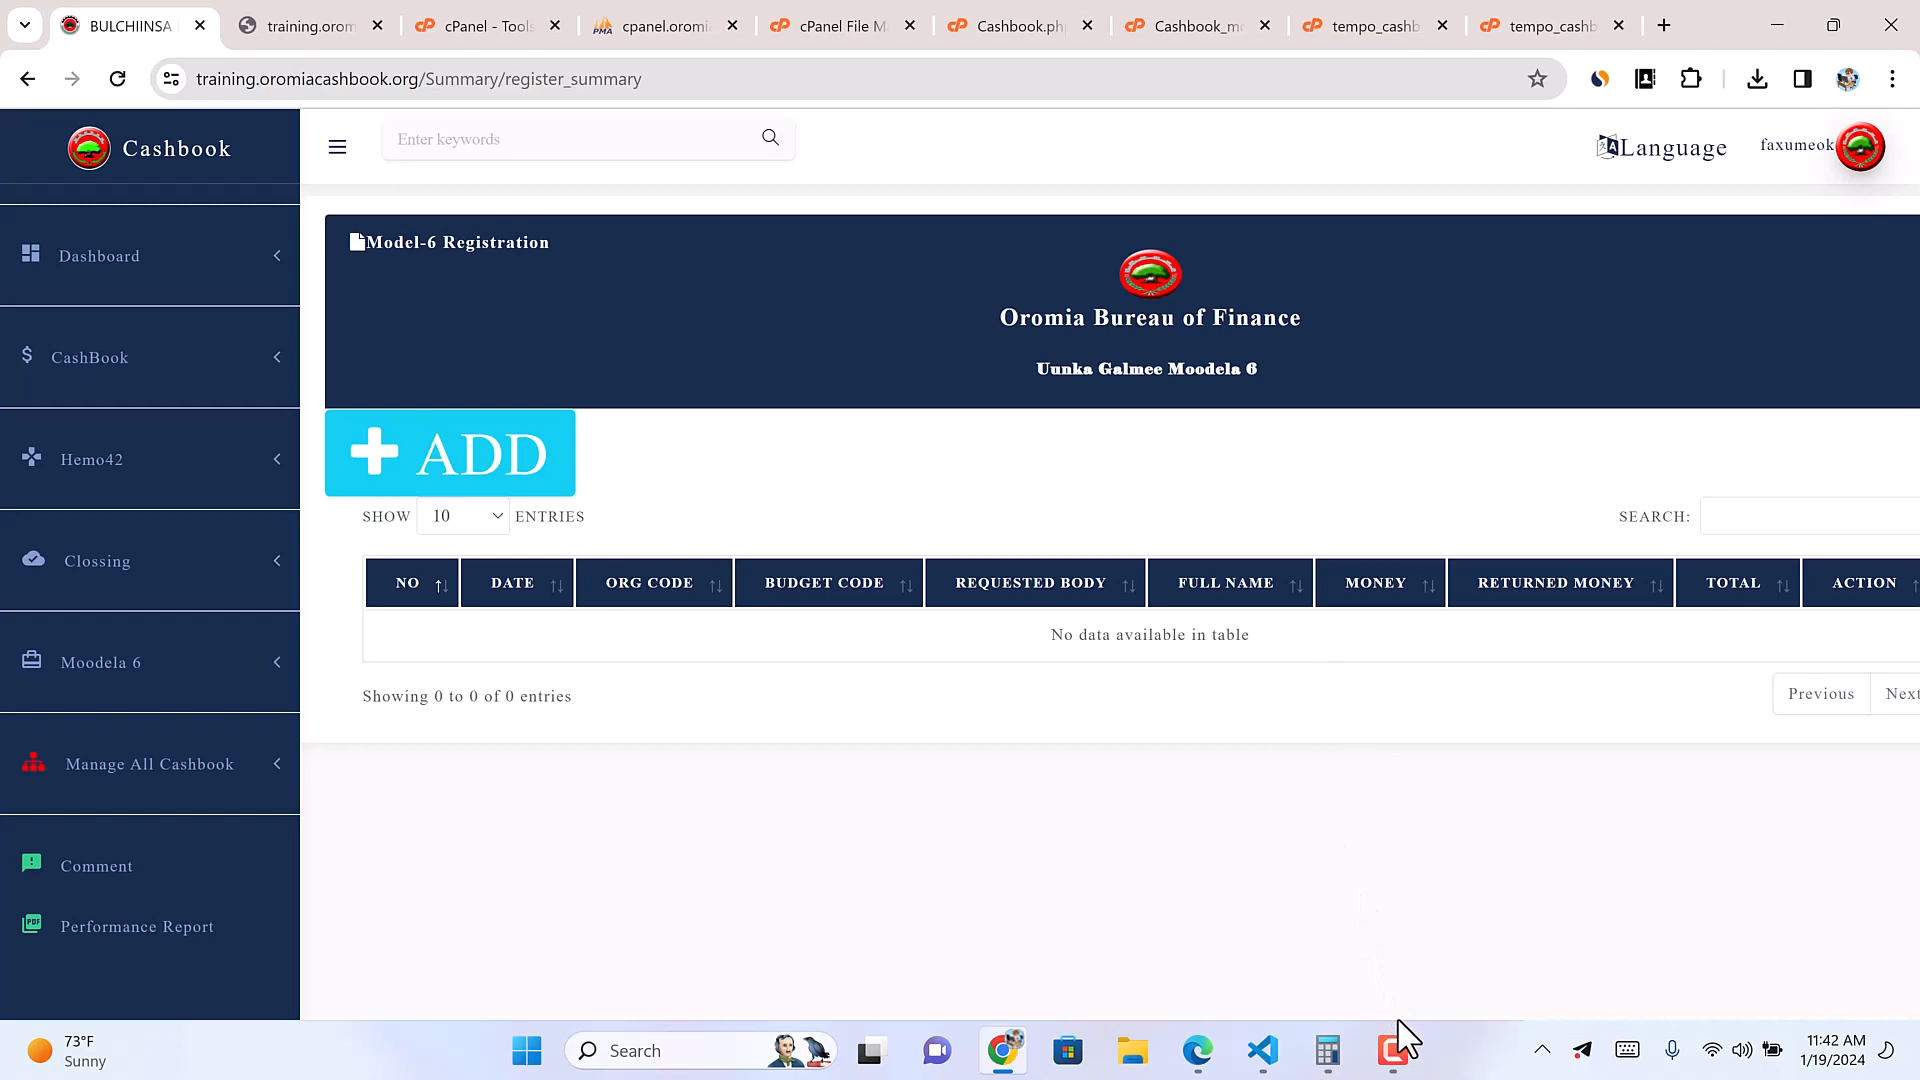 BULCHIINSA
training.orom
cPanel - Tools
cpanel.oromi
cPanel File M
Cashbook.ph
Cashbook_m
tempo_cashb
tempo_cashb
training.oromiacashbook.org/Summary/register_summary
Cashbook
Enter keywords
Language
faxumeok
Dashboard
CashBook
Hemo42
Clossing
Moodela 6
Manage All Cashbook
Comment
Performance Report
Model-6 Registration
Oromia Bureau of Finance
Uunka Galmee Moodela 6
ADD
SHOW 10 ENTRIES
SEARCH:
NO DATE ORG CODE BUDGET CODE REQUESTED BODY FULL NAME MONEY RETURNED MONEY TOTAL ACTION
No data available in table
Showing 0 to 0 of 0 entries
Previous Next
73°F
Sunny
Search
11:42 AM
1/19/2024